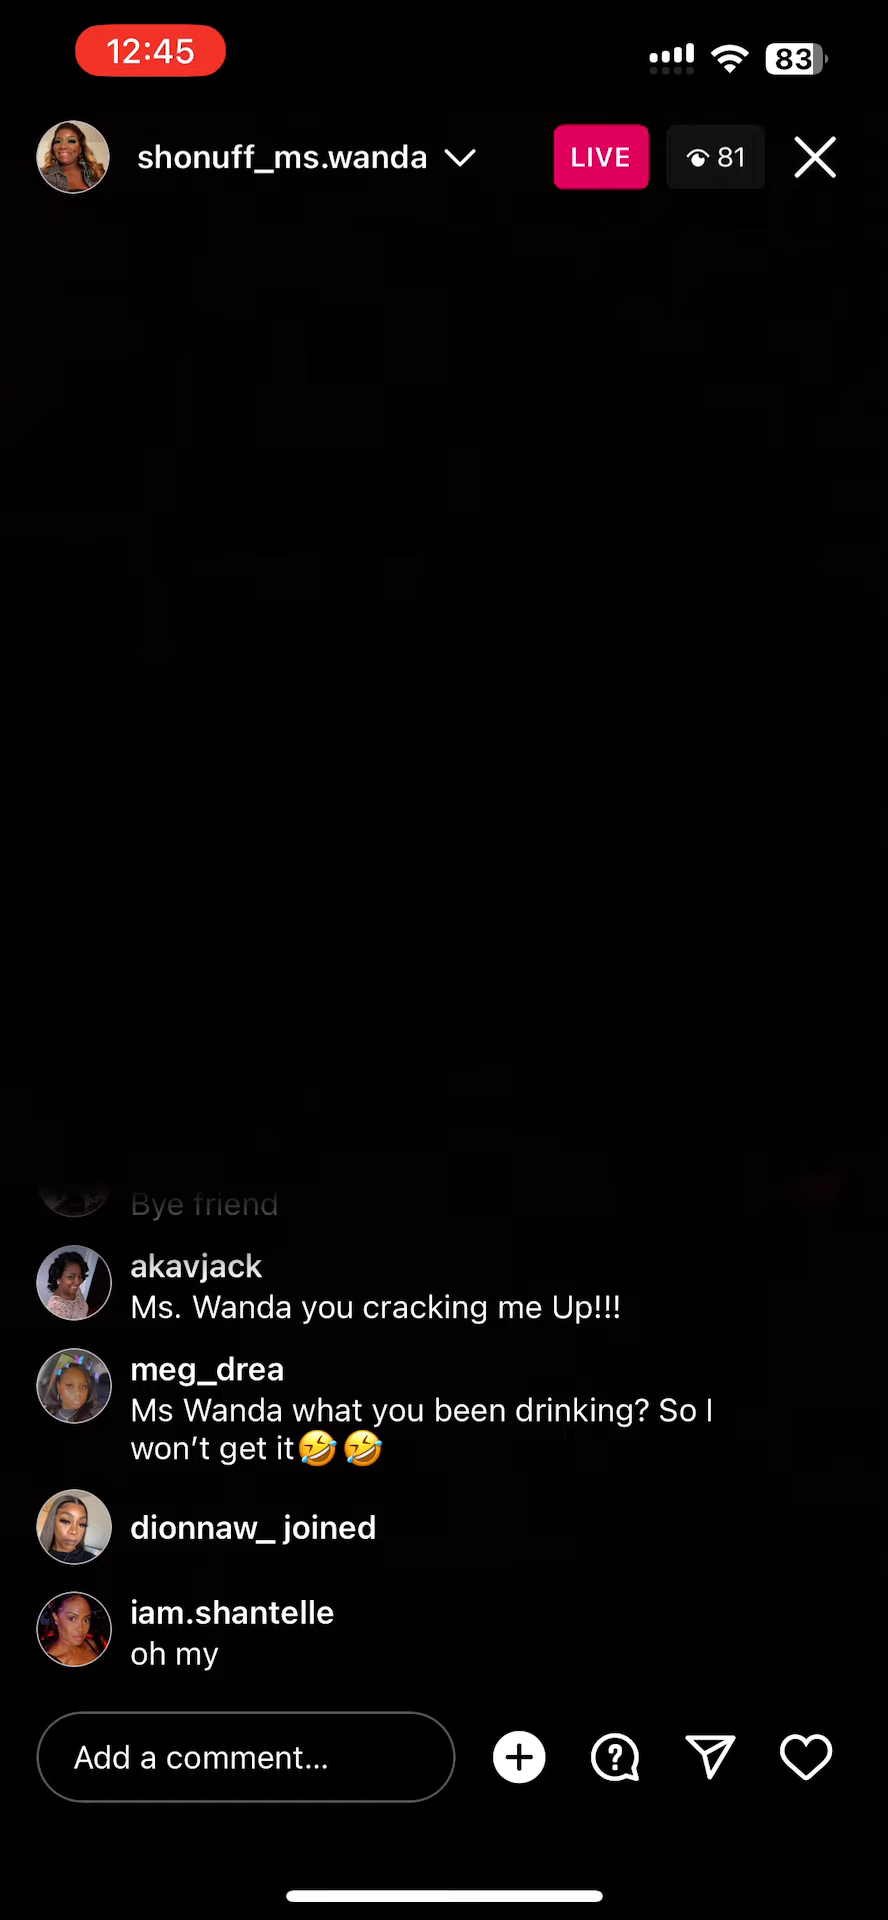 12:45
83
shonuff_ms.wanda
LIVE
81
Bye friend
akavjack
Ms. Wanda you cracking me Up!!!
meg_drea
Ms Wanda what you been drinking? So I
won’t get it🤣🤣
dionnaw_ joined
iam.shantelle
oh my
Add a comment...